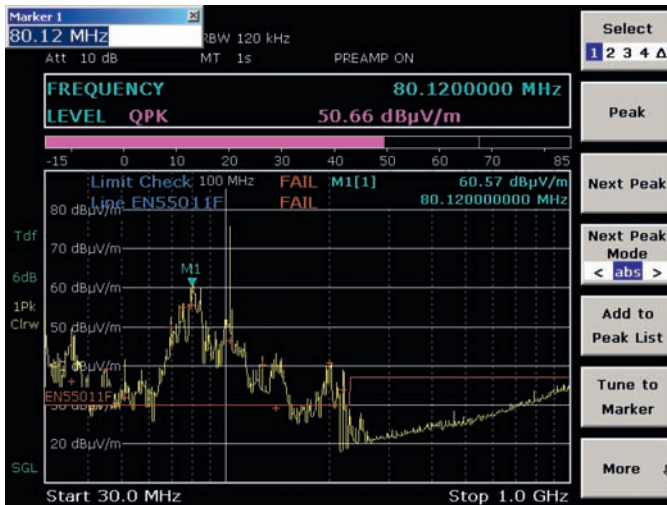 Marker 1
80.12 MHz
RBW 120 kHz
Att 10 dB MT 1s PREAMP ON
FREQUENCY 80.1200000 MHz
LEVEL QPK 50.66 dBµV/m
-15 0 10 20 30 40 50 60 70 85
Limit Check 100 MHz FAIL M1[1] 60.57 dBµV/m
Line EN55011F FAIL 80.120000000 MHz
80 dBµV/m
Tdf
70 dBµV/m
M1
6dB
60 dBµV/m
1Pk
Clrw
50 dBµV/m
40 dBµV/m
EN55011F
30 dBµV/m
20 dBµV/m
SGL
Start 30.0 MHz Stop 1.0 GHz
Select
1 2 3 4 Δ
Peak
Next Peak
Next Peak
Mode
< abs >
Add to
Peak List
Tune to
Marker
More